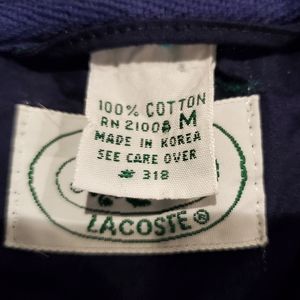 100% COTTON
RN 21008 M
MADE IN KOREA
SEE CARE OVER
# 318
LACOSTE®